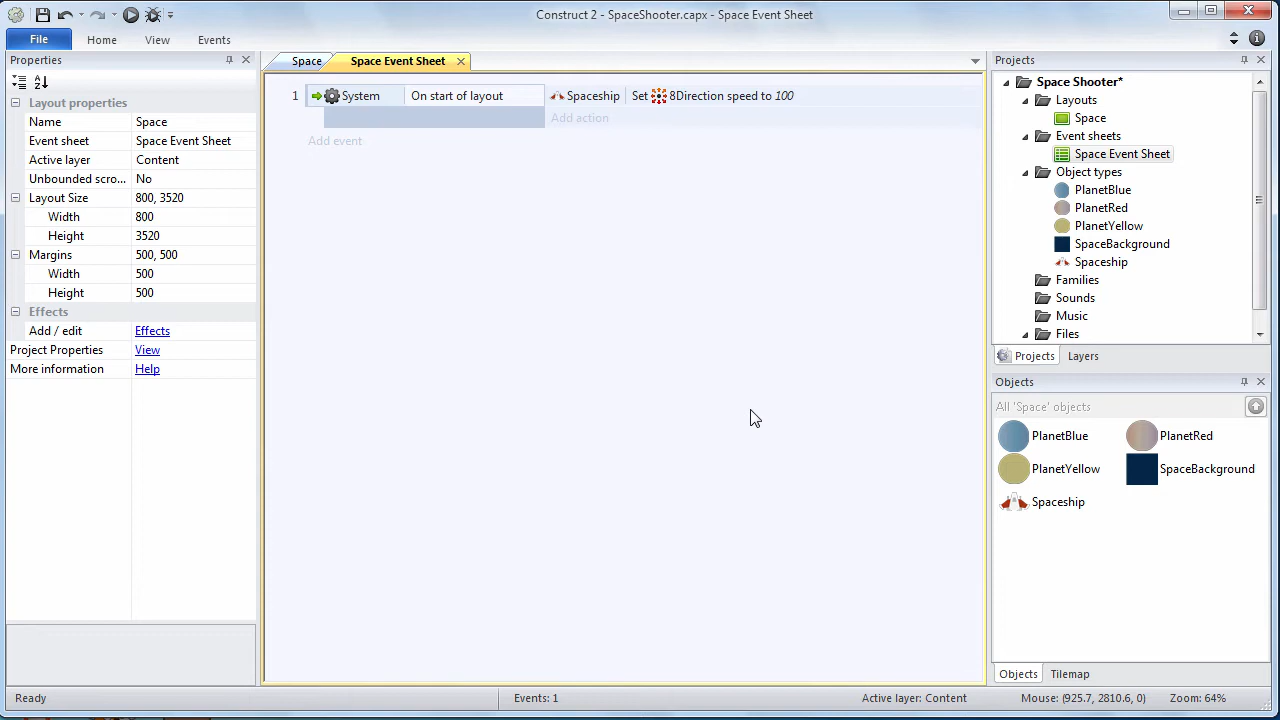 Construct 2 - SpaceShooter.capx - Space Event Sheet
File Home View Events
Properties
Layout properties
Name Space
Event sheet Space Event Sheet
Active layer Content
Unbounded scro... No
Layout Size 800, 3520
Width 800
Height 3520
Margins 500, 500
Width 500
Height 500
Effects
Add / edit Effects
Project Properties View
More information Help
Space Space Event Sheet
1 System On start of layout Spaceship Set 8Direction speed to 100
Add action
Add event
Projects
Space Shooter*
Layouts
Space
Event sheets
Space Event Sheet
Object types
PlanetBlue
PlanetRed
PlanetYellow
SpaceBackground
Spaceship
Families
Sounds
Music
Files
Projects Layers
Objects
All 'Space' objects
PlanetBlue PlanetRed
PlanetYellow SpaceBackground
Spaceship
Objects Tilemap
Ready Events: 1 Active layer: Content Mouse: (925.7, 2810.6, 0) Zoom: 64%